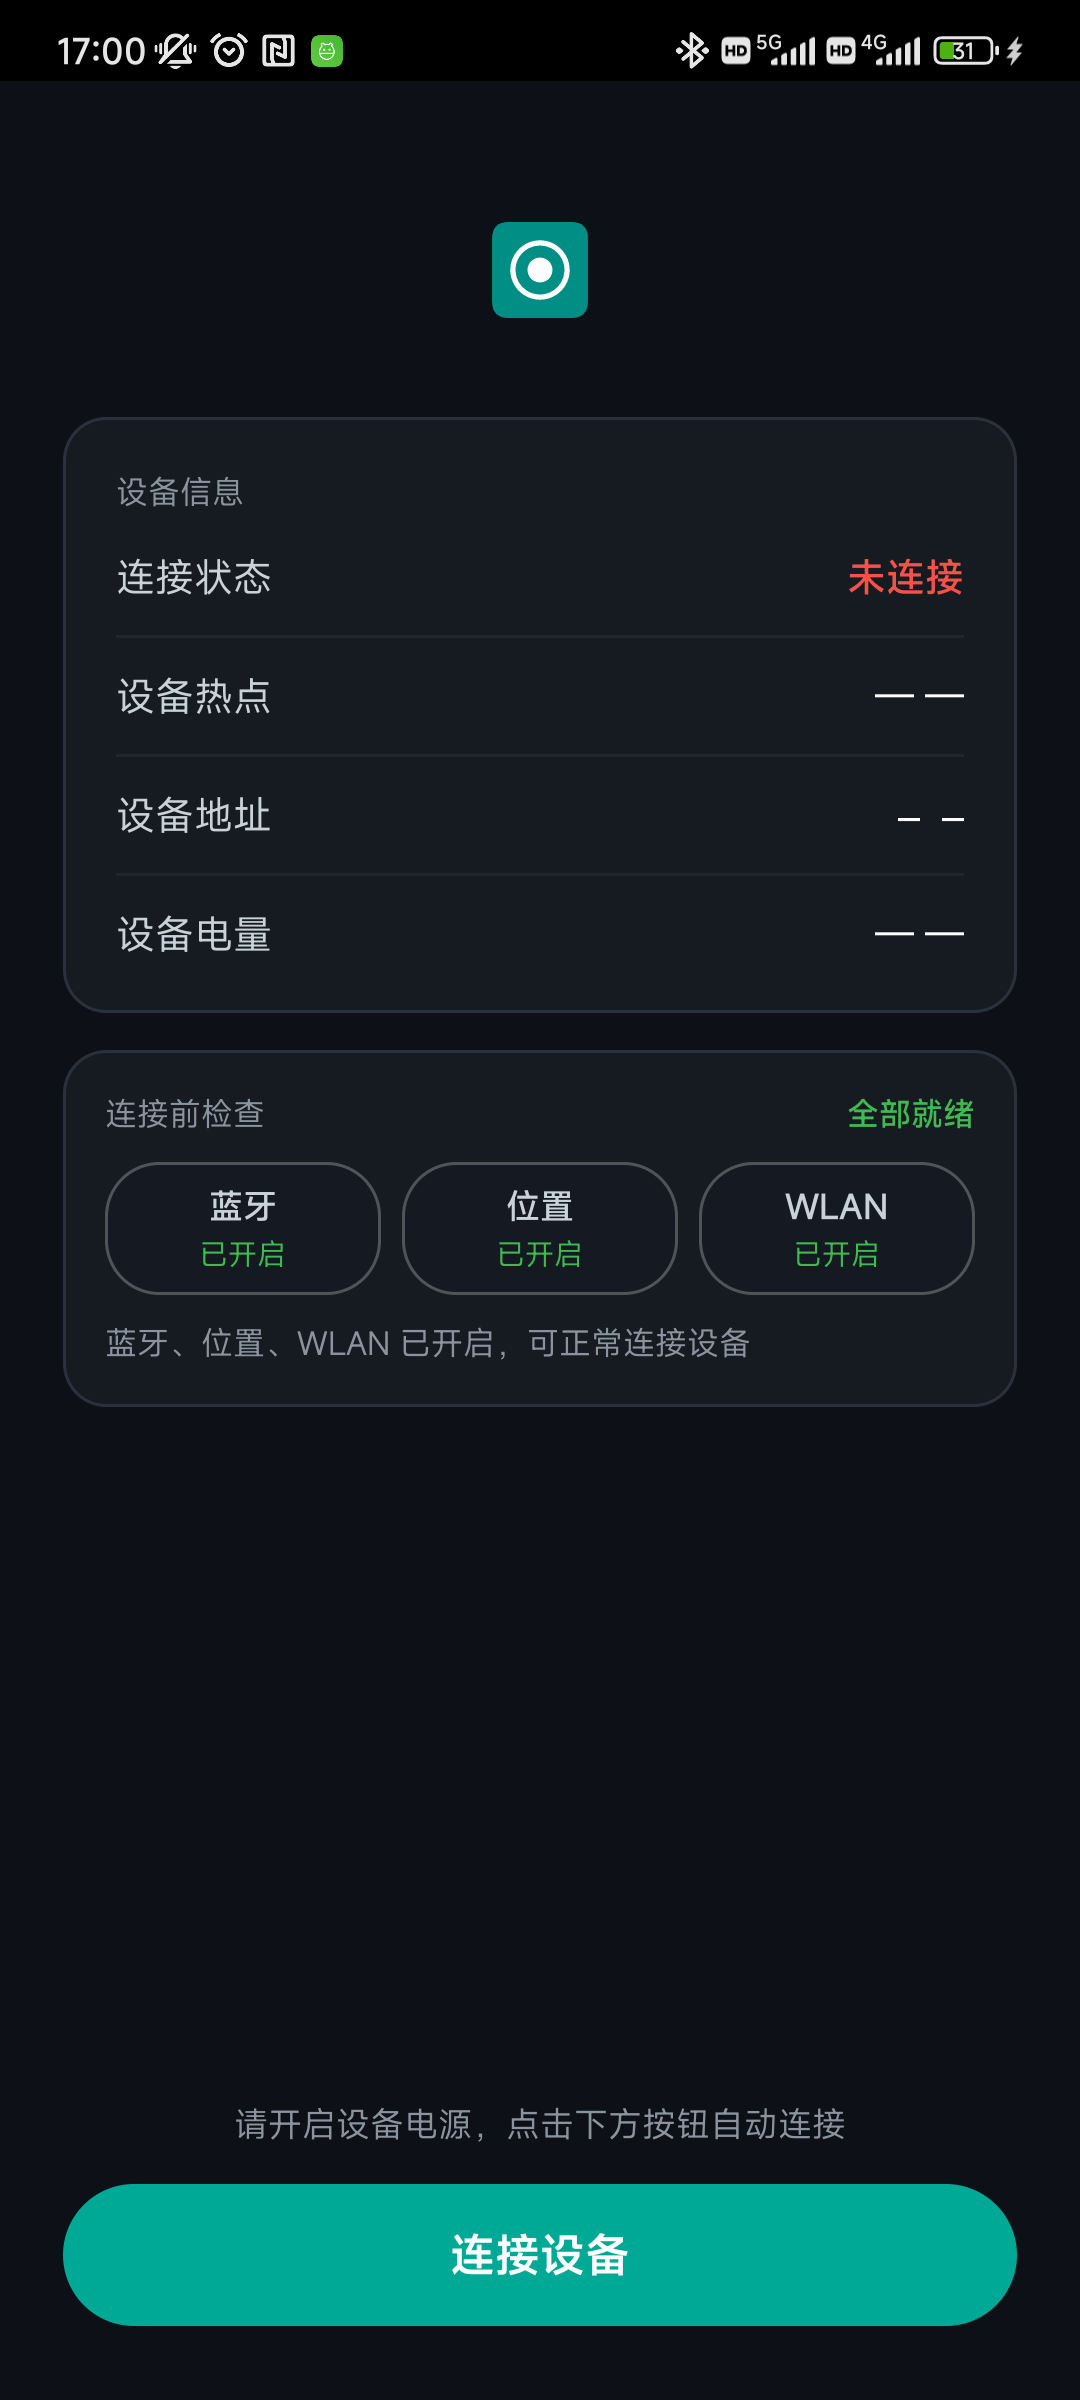 17:00
HD 5G HD 4G 31
设备信息
连接状态 未连接
设备热点 — —
设备地址 – –
设备电量 — —
连接前检查 全部就绪
蓝牙 位置 WLAN
已开启 已开启 已开启
蓝牙、位置、WLAN 已开启，可正常连接设备
请开启设备电源，点击下方按钮自动连接
连接设备